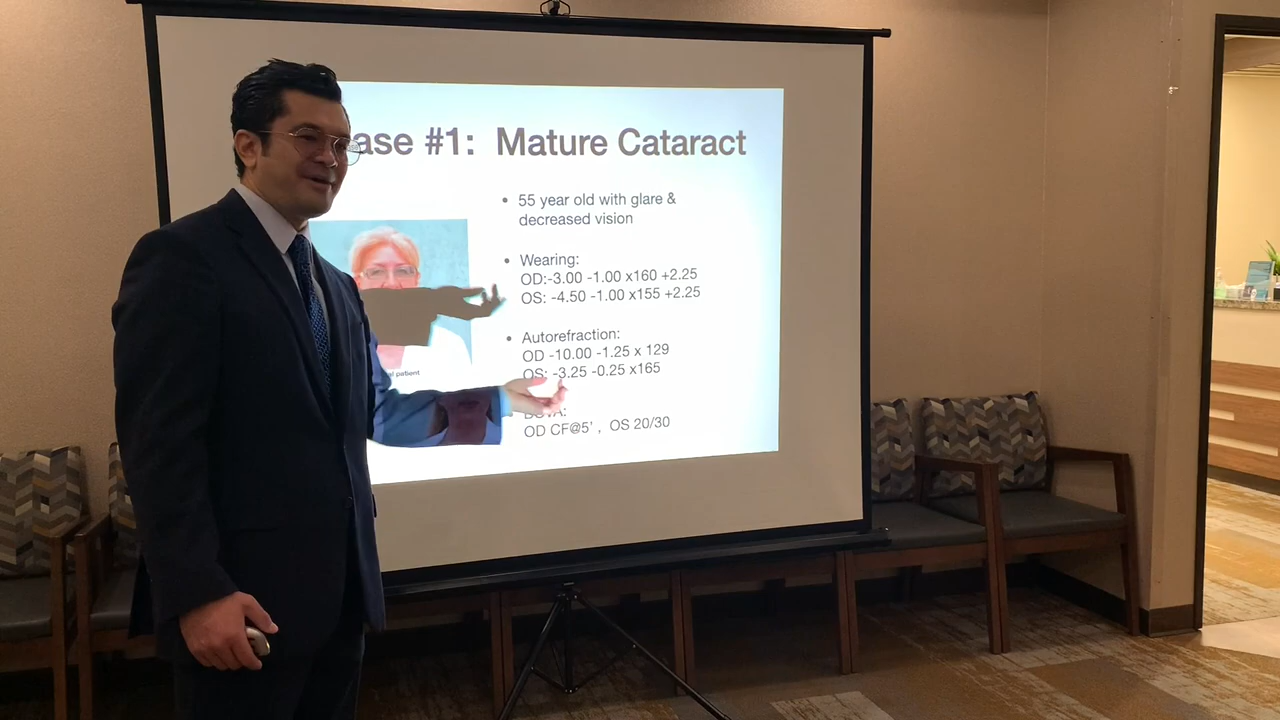 ase #1: Mature Cataract
• 55 year old with glare &
decreased vision
• Wearing:
OD:-3.00 -1.00 x160 +2.25
OS: -4.50 -1.00 x155 +2.25
• Autorefraction:
OD -10.00 -1.25 x 129
OS: -3.25 -0.25 x165
patient
OD CF@5' , OS 20/30